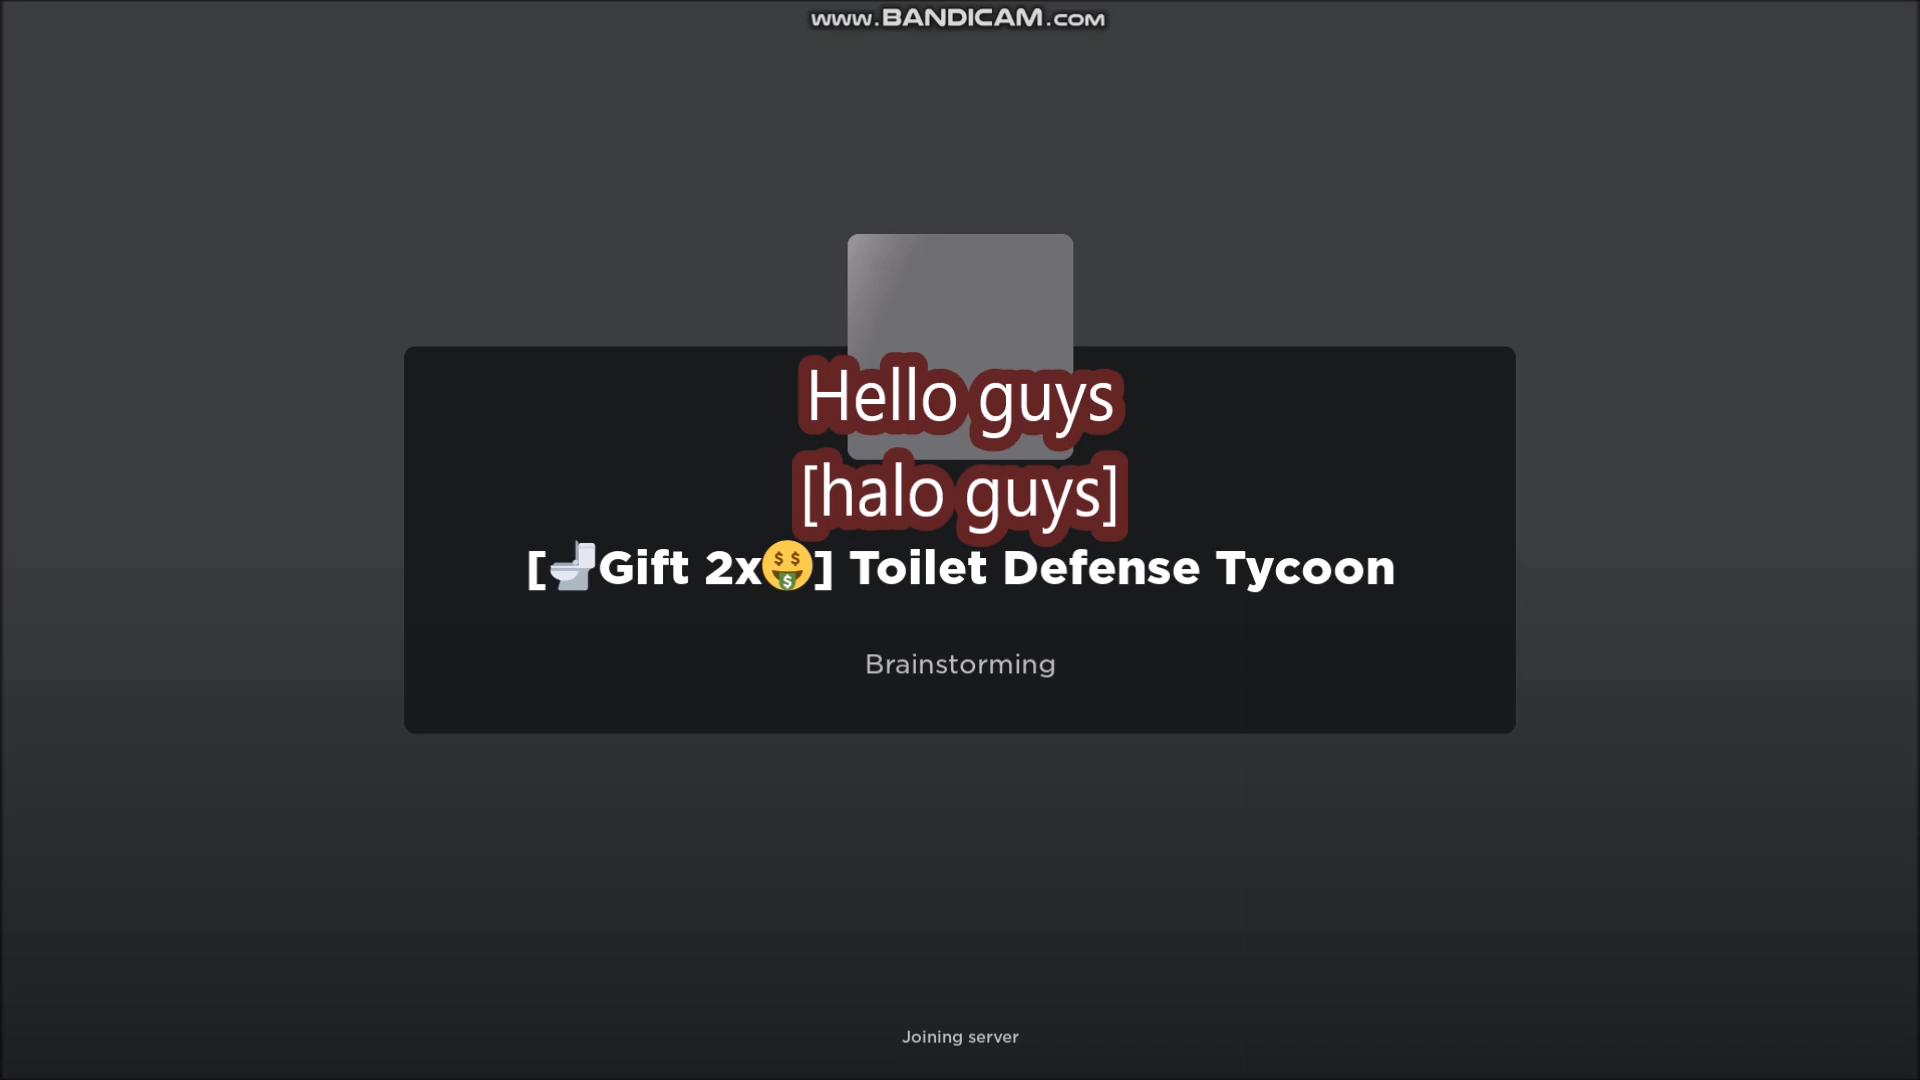 www.BANDICAM.com
Hello guys
[halo guys]
[🚽Gift 2x🤑] Toilet Defense Tycoon
Brainstorming
Joining server